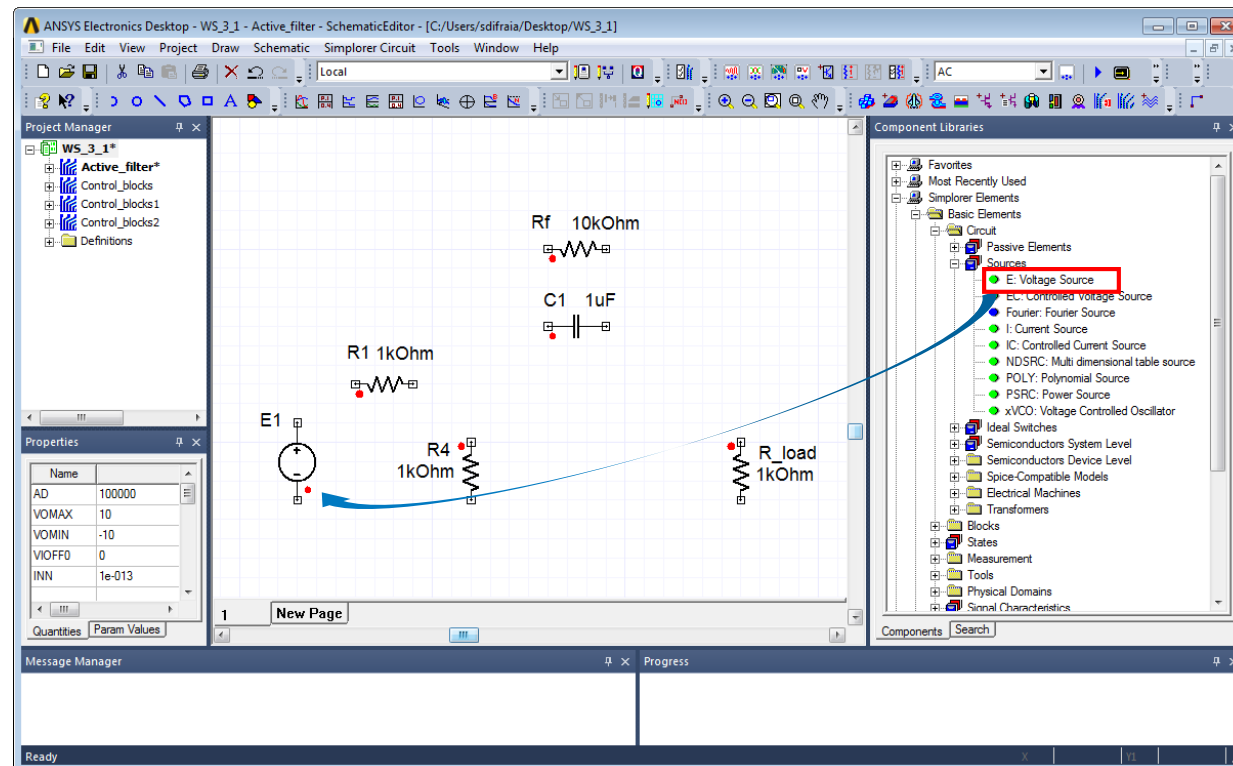 ANSYS Electronics Desktop - WS_3_1 - Active_filter - SchematicEditor - [C:/Users/sdifraia/Desktop/WS_3_1]
File Edit View Project Draw Schematic Simplorer Circuit Tools Window Help
Local
AC
Project Manager
WS_3_1*
Active_filter*
Control_blocks
Control_blocks1
Control_blocks2
Definitions
Properties
Name
AD 100000
VOMAX 10
VOMIN -10
VIOFF0 0
INN 1e-013
Quantities Param Values
Rf 10kOhm
C1 1uF
R1 1kOhm
E1
R4
1kOhm
R_load
1kOhm
1 New Page
Component Libraries
Favorites
Most Recently Used
Simplorer Elements
Basic Elements
Circuit
Passive Elements
Sources
E: Voltage Source
EC: Controlled Voltage Source
Fourier: Fourier Source
I: Current Source
IC: Controlled Current Source
NDSRC: Multi dimensional table source
POLY: Polynomial Source
PSRC: Power Source
xVCO: Voltage Controlled Oscillator
Ideal Switches
Semiconductors System Level
Semiconductors Device Level
Spice-Compatible Models
Electrical Machines
Transformers
Blocks
States
Measurement
Tools
Physical Domains
Signal Characteristics
Components Search
Message Manager
Progress
Ready
X
Y1